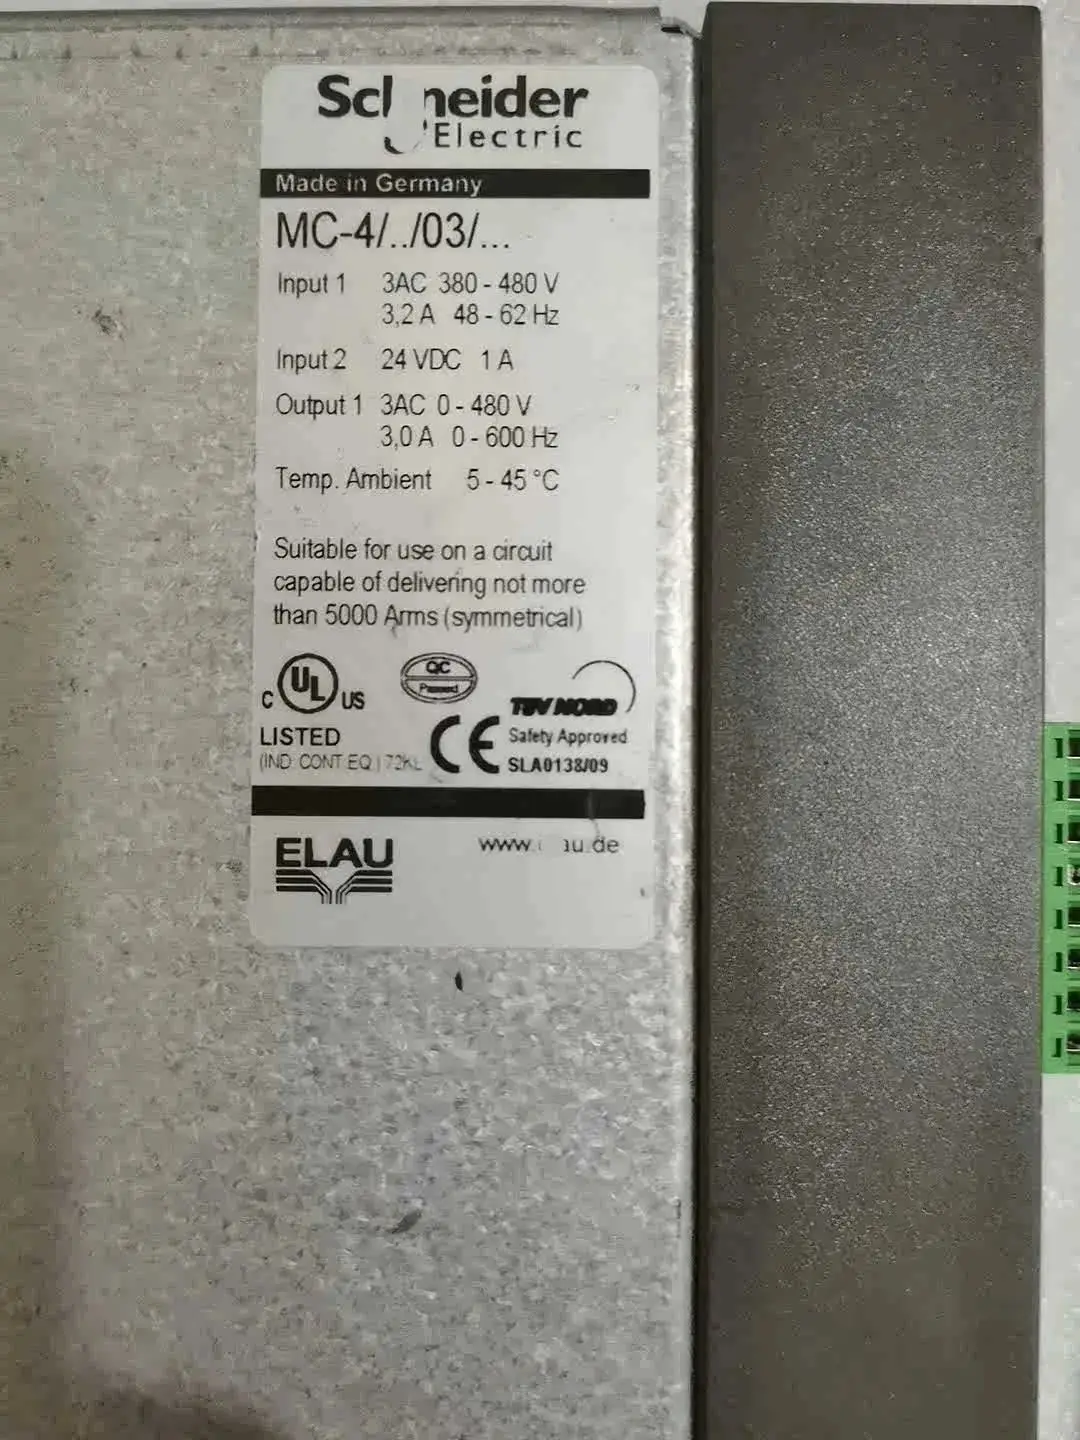 Sc neider
Electric
Made in Germany
MC-4/../03/...
Input 1 3AC 380 - 480 V
3,2 A 48 - 62 Hz
Input 2 24 VDC 1 A
Output 1 3AC 0 - 480 V
3,0 A 0 - 600 Hz
Temp. Ambient 5 - 45 °C
Suitable for use on a circuit
capable of delivering not more
than 5000 Arms (symmetrical)
QC
Passed
C UL US
TÜV NORD
LISTED
CE
Safety Approved
(IND. CONT. EQ.) 72KL
SLA0138/09
ELAU